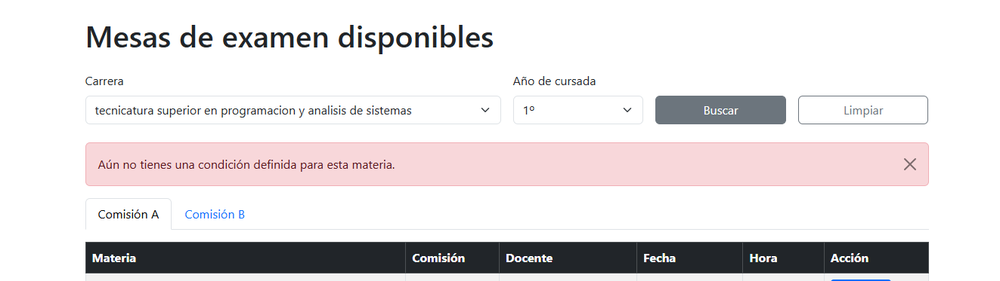 Mesas de examen disponibles
Carrera Año de cursada
tecnicatura superior en programacion y analisis de sistemas 1º Buscar Limpiar
Aún no tienes una condición definida para esta materia.
Comisión A Comisión B
Materia Comisión Docente Fecha Hora Acción